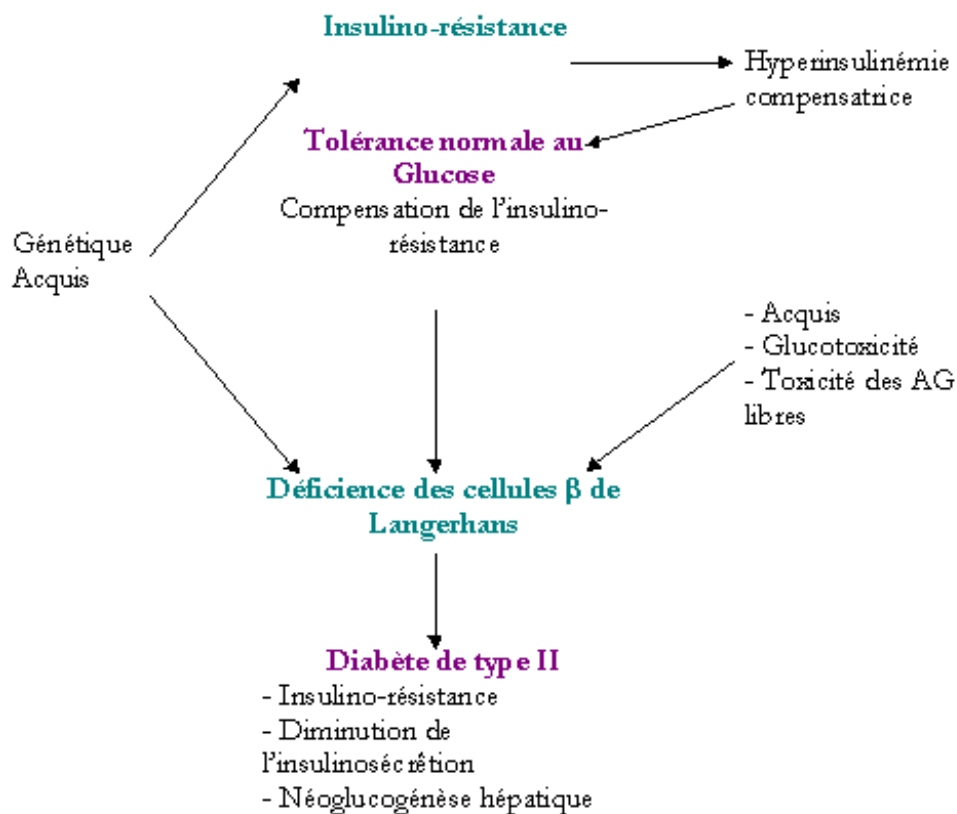 Insulino-résistance
Hyperinsulinémie
compensatrice
Tolérance normale au
Glucose
Compensation de l'insulino-
résistance
Génétique
Acquis
- Acquis
- Glucotoxicité
- Toxicité des AG
libres
Déficience des cellules β de
Langerhans
Diabète de type II
- Insulino-résistance
- Diminution de
l'insulinosécrêtion
- Néoglucogénèse hépatique